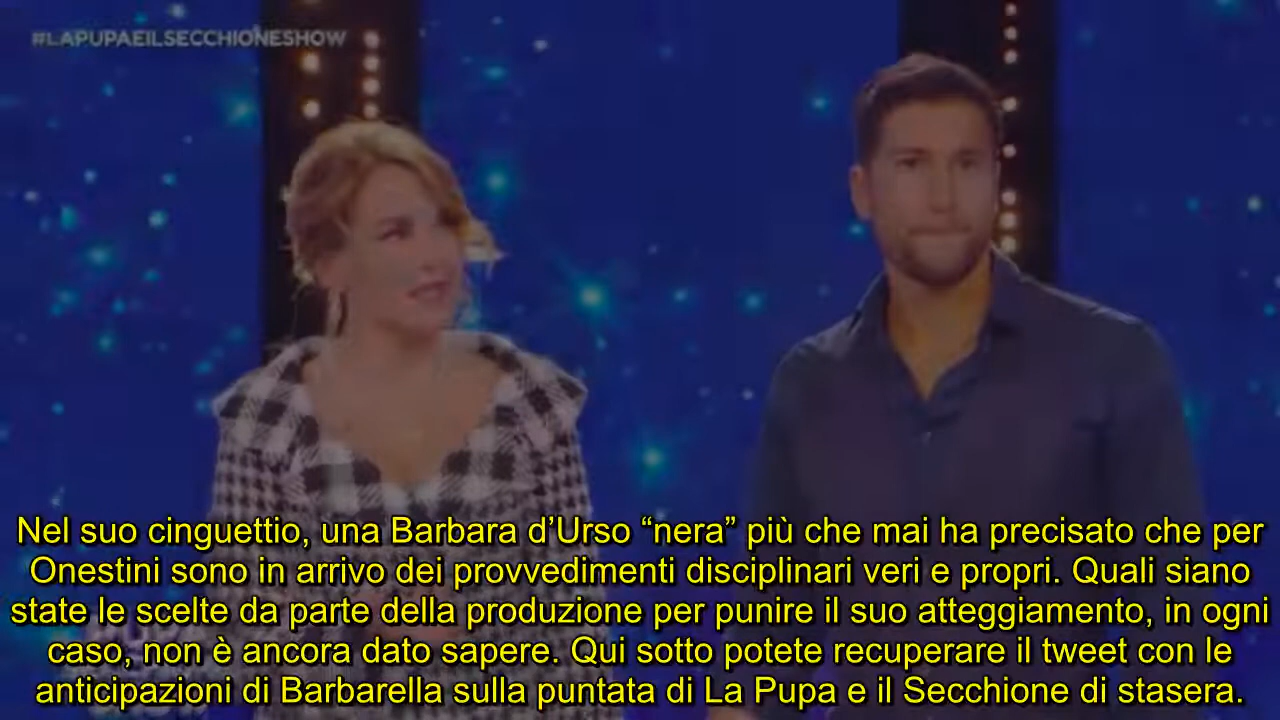 #LAPUPAEILSECCHIONESHOW
Nel suo cinguettio, una Barbara d’Urso “nera” più che mai ha precisato che per
Onestini sono in arrivo dei provvedimenti disciplinari veri e propri. Quali siano
state le scelte da parte della produzione per punire il suo atteggiamento, in ogni
caso, non è ancora dato sapere. Qui sotto potete recuperare il tweet con le
anticipazioni di Barbarella sulla puntata di La Pupa e il Secchione di stasera.